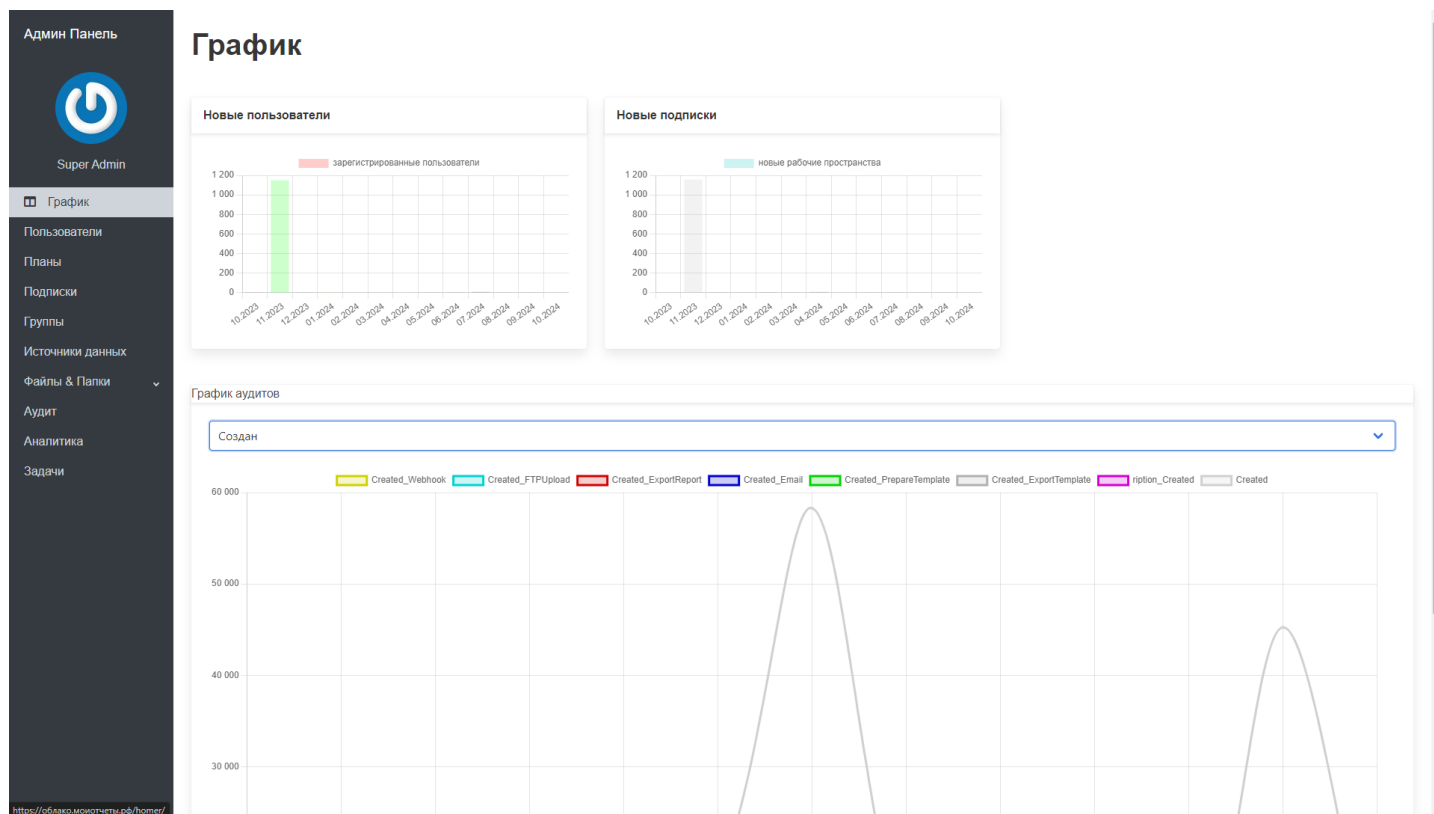 Админ Панель
Super Admin
График
Пользователи
Планы
Подписки
Группы
Источники данных
Файлы & Папки
Аудит
Аналитика
Задачи
https://облако.моиотчеты.рф/homer/
График
Новые пользователи
зарегистрированные пользователи
1 200
1 000
800
600
400
200
0
10.2023 11.2023 12.2023 01.2024 02.2024 03.2024 04.2024 05.2024 06.2024 07.2024 08.2024 09.2024 10.2024
Новые подписки
новые рабочие пространства
1 200
1 000
800
600
400
200
0
10.2023 11.2023 12.2023 01.2024 02.2024 03.2024 04.2024 05.2024 06.2024 07.2024 08.2024 09.2024 10.2024
График аудитов
Создан
Created_Webhook Created_FTPUpload Created_ExportReport Created_Email Created_PrepareTemplate Created_ExportTemplate ription_Created Created
60 000
50 000
40 000
30 000